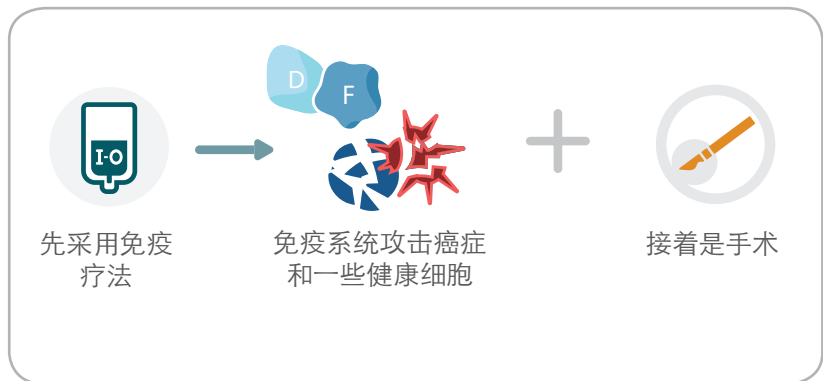 D
F
I-O
先采用免疫
疗法
免疫系统攻击癌症
和一些健康细胞
接着是手术